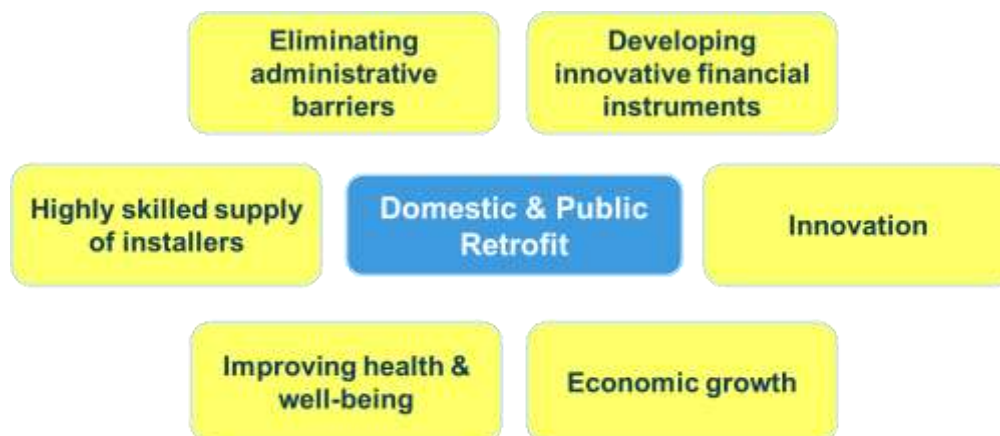 Eliminating
administrative
barriers
Developing
innovative financial
instruments
Highly skilled supply
of installers
Domestic & Public
Retrofit
Innovation
Improving health &
well-being
Economic growth